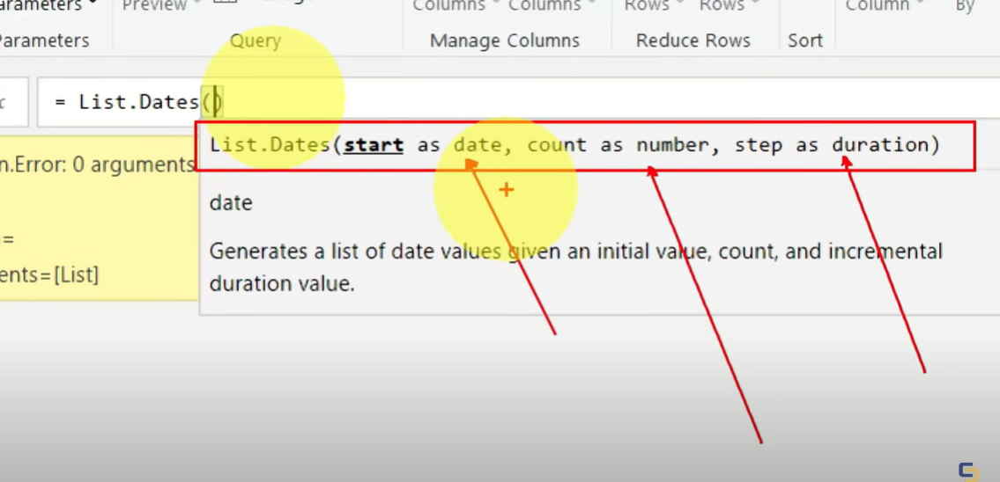 Parameters
Preview
Columns Columns
Rows Rows
Column
By
Parameters
Query
Manage Columns
Reduce Rows
Sort
= List.Dates()
n.Error: 0 arguments
=
ents=[List]
List.Dates(start as date, count as number, step as duration)
date
Generates a list of date values given an initial value, count, and incremental
duration value.